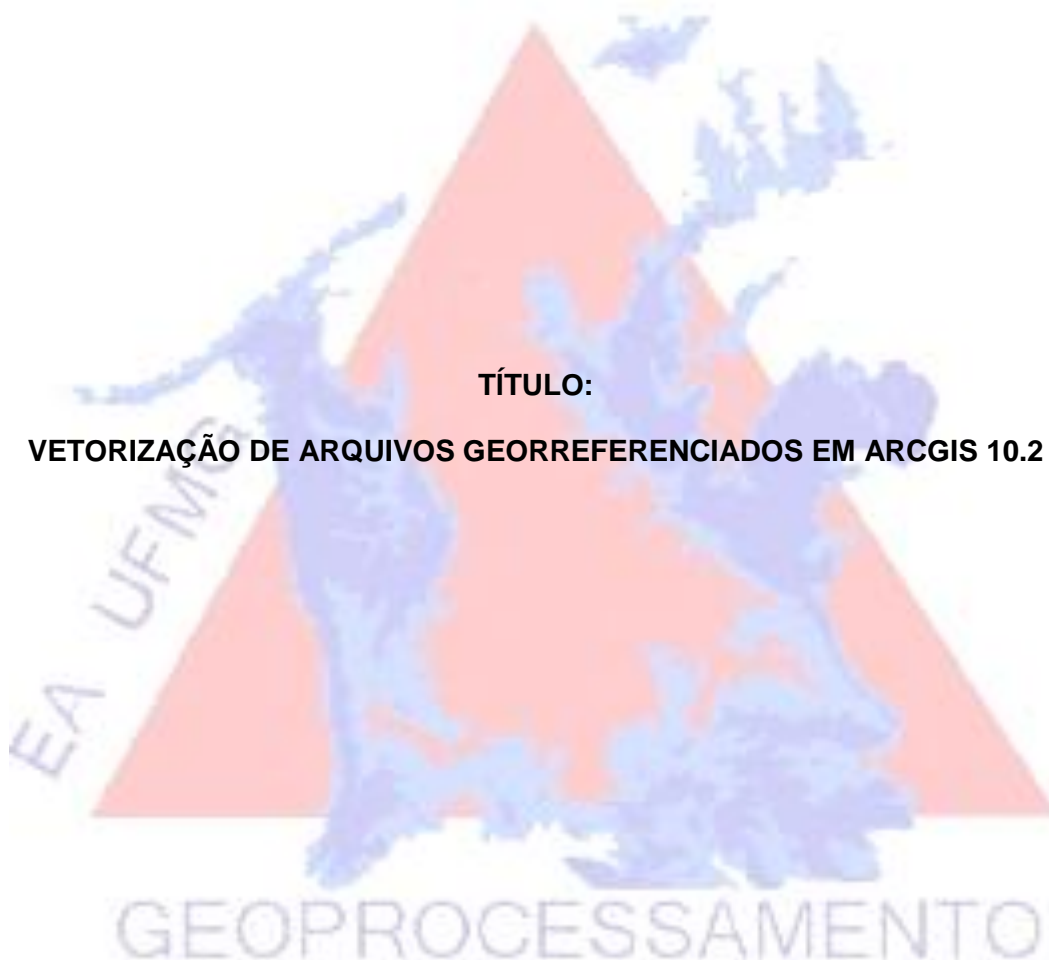 TÍTULO:
VETORIZAÇÃO DE ARQUIVOS GEORREFERENCIADOS EM ARCGIS 10.2
EA UFMG
GEOPROCESSAMENTO